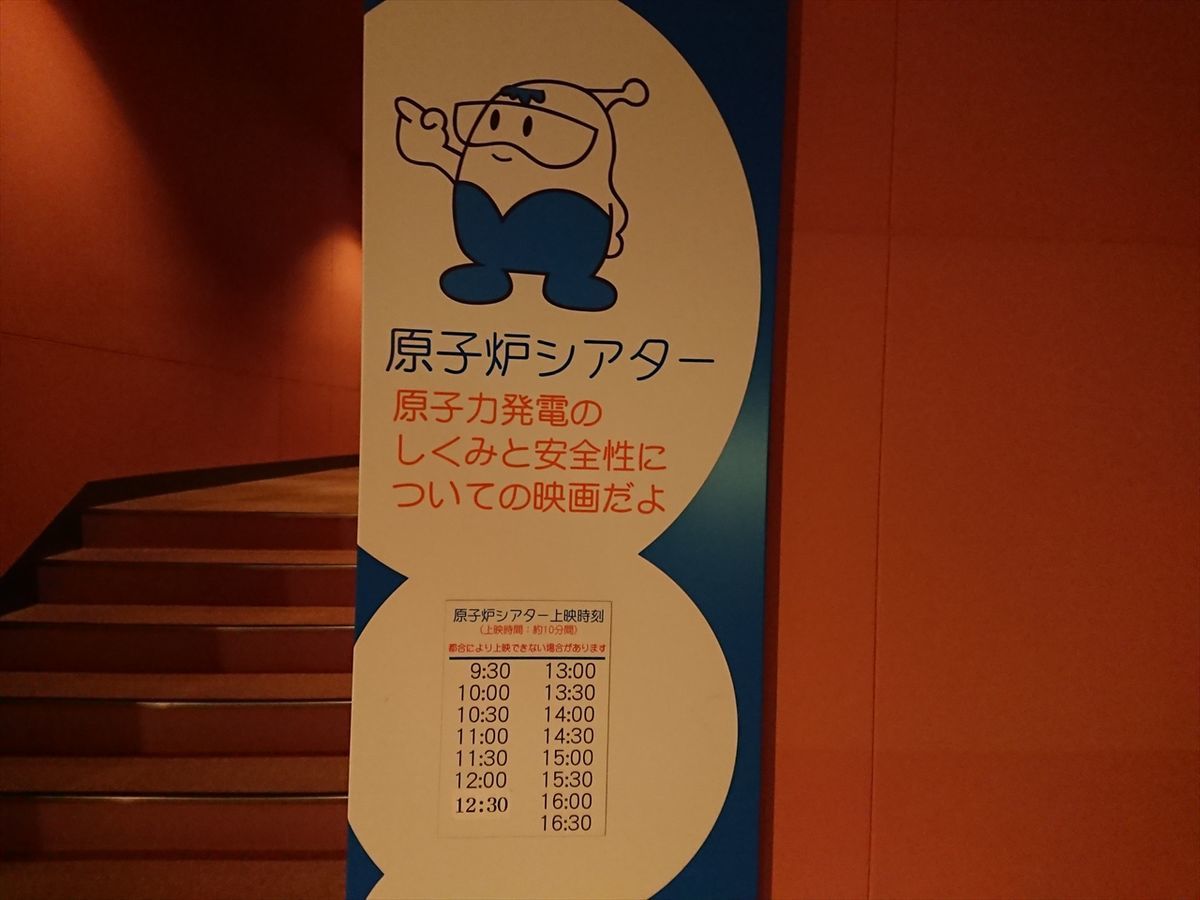 原子炉シアター
原子力発電の
しくみと安全性に
ついての映画だよ
原子炉シアター上映時刻
(上映時間：約10分間)
都合により上映できない場合があります
9:30 13:00
10:00 13:30
10:30 14:00
11:00 14:30
11:30 15:00
12:00 15:30
12:30 16:00
16:30